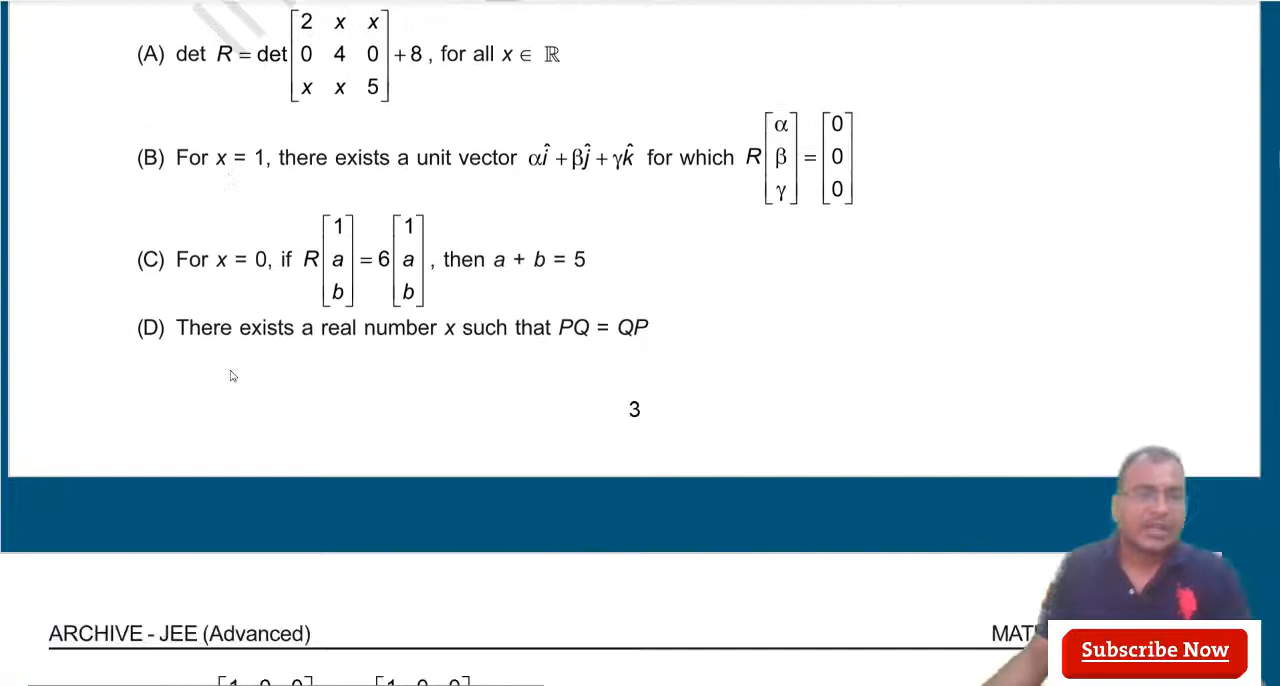 (A) det R = det [2 x x; 0 4 0; x x 5] + 8 , for all x ∈ ℝ
(B) For x = 1, there exists a unit vector αî + βĵ + γk̂ for which R [α; β; γ] = [0; 0; 0]
(C) For x = 0, if R [1; a; b] = 6 [1; a; b] , then a + b = 5
(D) There exists a real number x such that PQ = QP
3
ARCHIVE - JEE (Advanced)
Subscribe Now